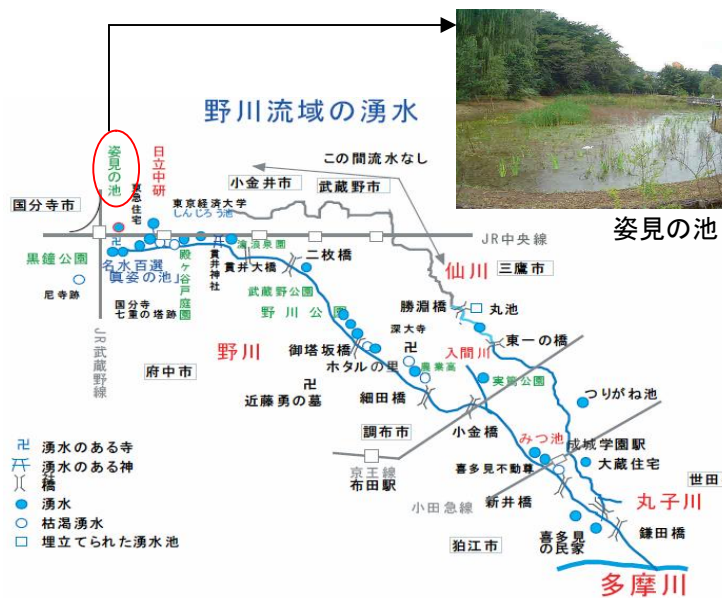 野川流域の湧水
姿見の池
姿見の池
日立中研
東急住宅
東京経済大学
しんじろう池
小金井市
武蔵野市
この間流水なし
国分寺市
JR中央線
黒鐘公園
尼寺跡
名水百選
「真姿の池」
国分寺
七重の塔跡
殿ヶ谷戸庭園
貫井神社
滄浪泉園
貫井大橋
二枚橋
武蔵野公園
野川公園
仙川
三鷹市
勝淵橋
丸池
東一の橋
入間川
JR武蔵野線
府中市
野川
御塔坂橋
深大寺
ホタルの里
農業高
実篤公園
近藤勇の墓
細田橋
つりがね池
調布市
小金橋
京王線
布田駅
みつ池
成城学園駅
喜多見不動尊
大蔵住宅
世田
小田急線
新井橋
丸子川
狛江市
喜多見
の民家
鎌田橋
多摩川
湧水のある寺
湧水のある神社
橋
湧水
枯渇湧水
埋立てられた湧水池